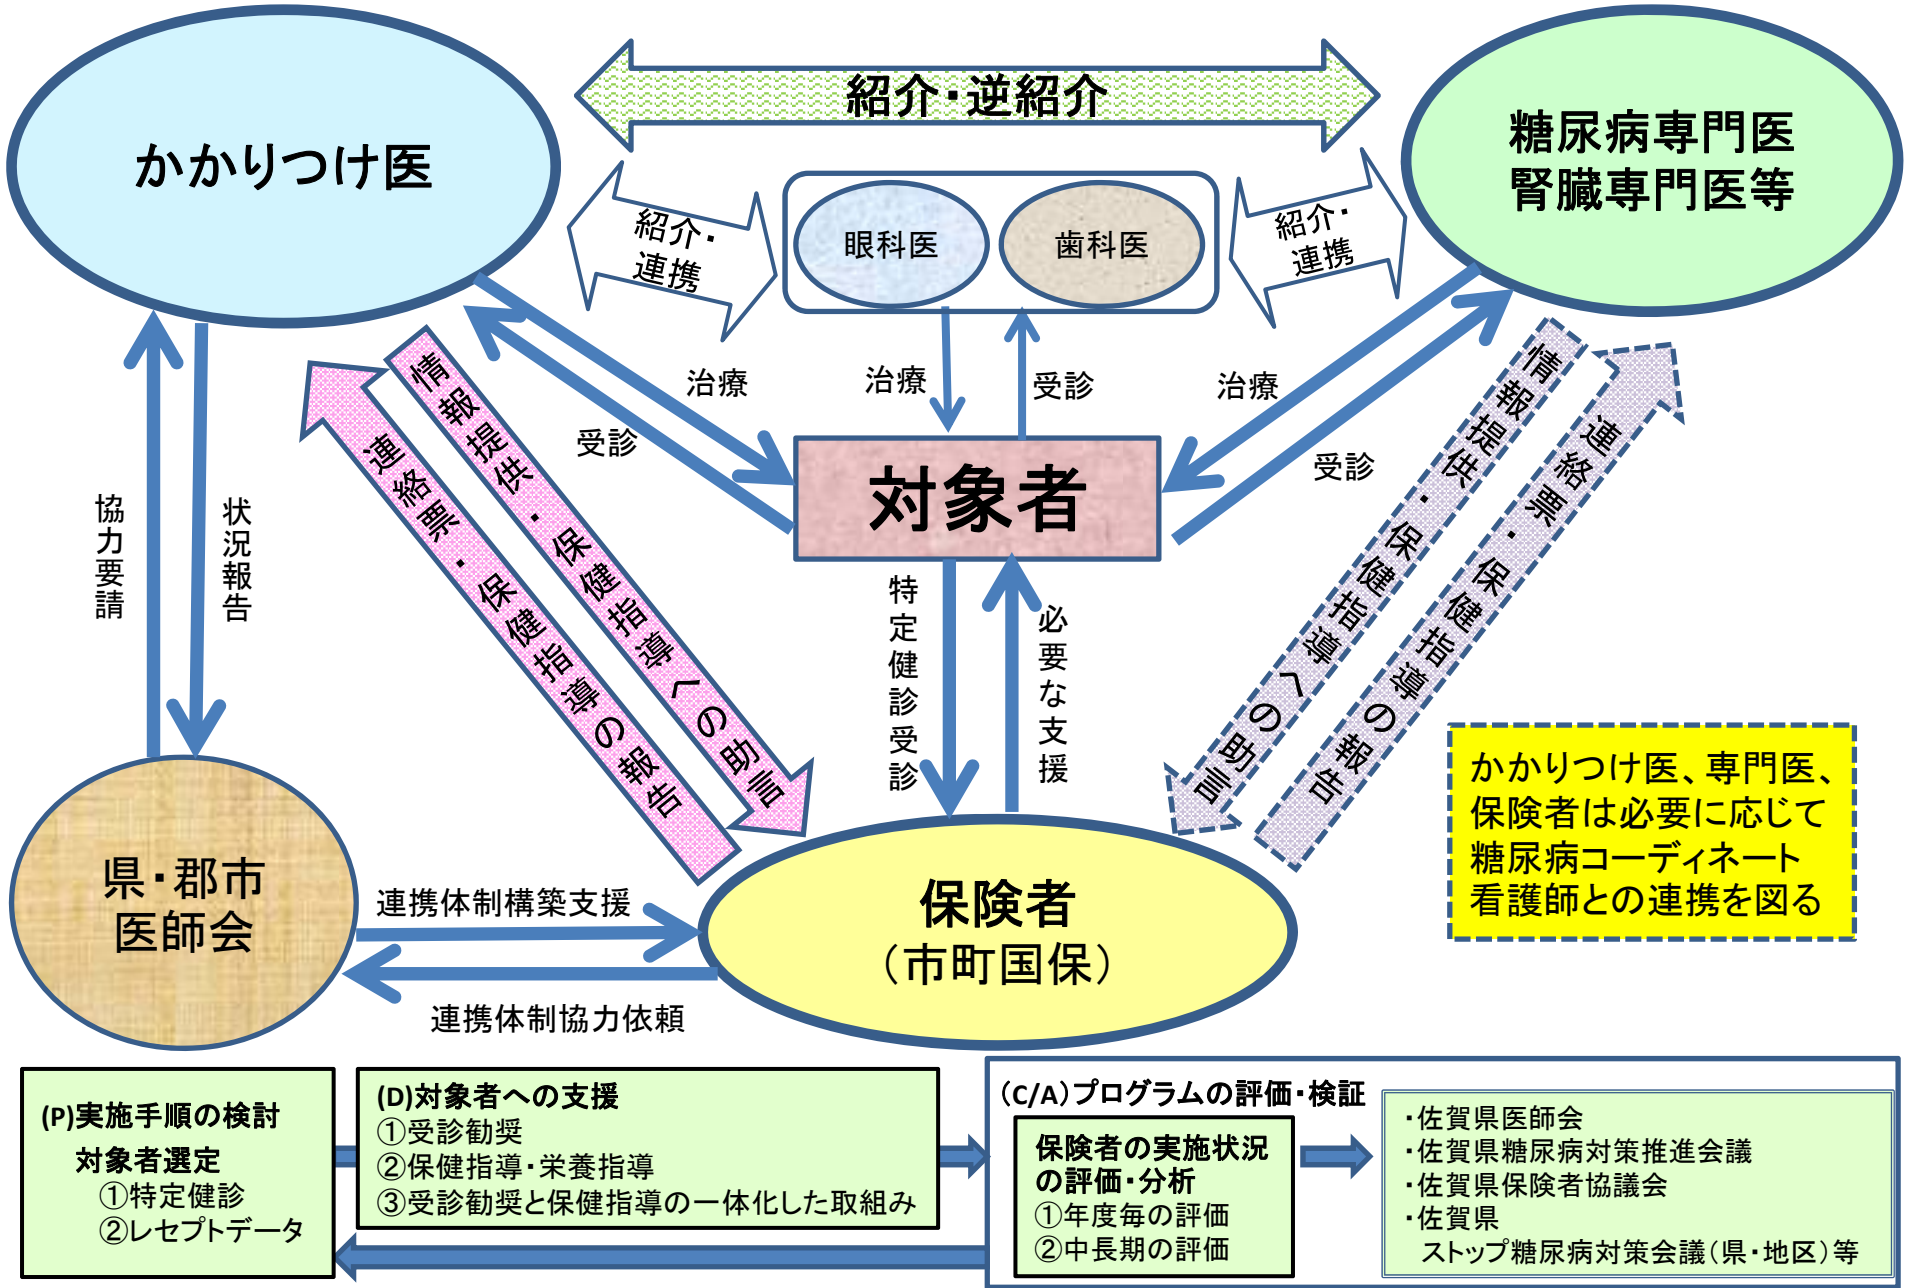 紹介・逆紹介
かかりつけ医
糖尿病専門医
腎臓専門医等
紹介・
連携
眼科医
歯科医
紹介・
連携
治療
受診
治療
受診
治療
受診
対象者
情報提供・保健指導への助言
連絡票・保健指導の報告
情報提供・保健指導への助言
連絡票・保健指導の報告
協力要請
状況報告
特定健診受診
必要な支援
かかりつけ医、専門医、
保険者は必要に応じて
糖尿病コーディネート
看護師との連携を図る
県・郡市
医師会
連携体制構築支援
連携体制協力依頼
保険者
（市町国保）
(P)実施手順の検討
対象者選定
①特定健診
②レセプトデータ
(D)対象者への支援
①受診勧奨
②保健指導・栄養指導
③受診勧奨と保健指導の一体化した取組み
（C/A）プログラムの評価・検証
保険者の実施状況
の評価・分析
①年度毎の評価
②中長期の評価
・佐賀県医師会
・佐賀県糖尿病対策推進会議
・佐賀県保険者協議会
・佐賀県
ストップ糖尿病対策会議（県・地区）等